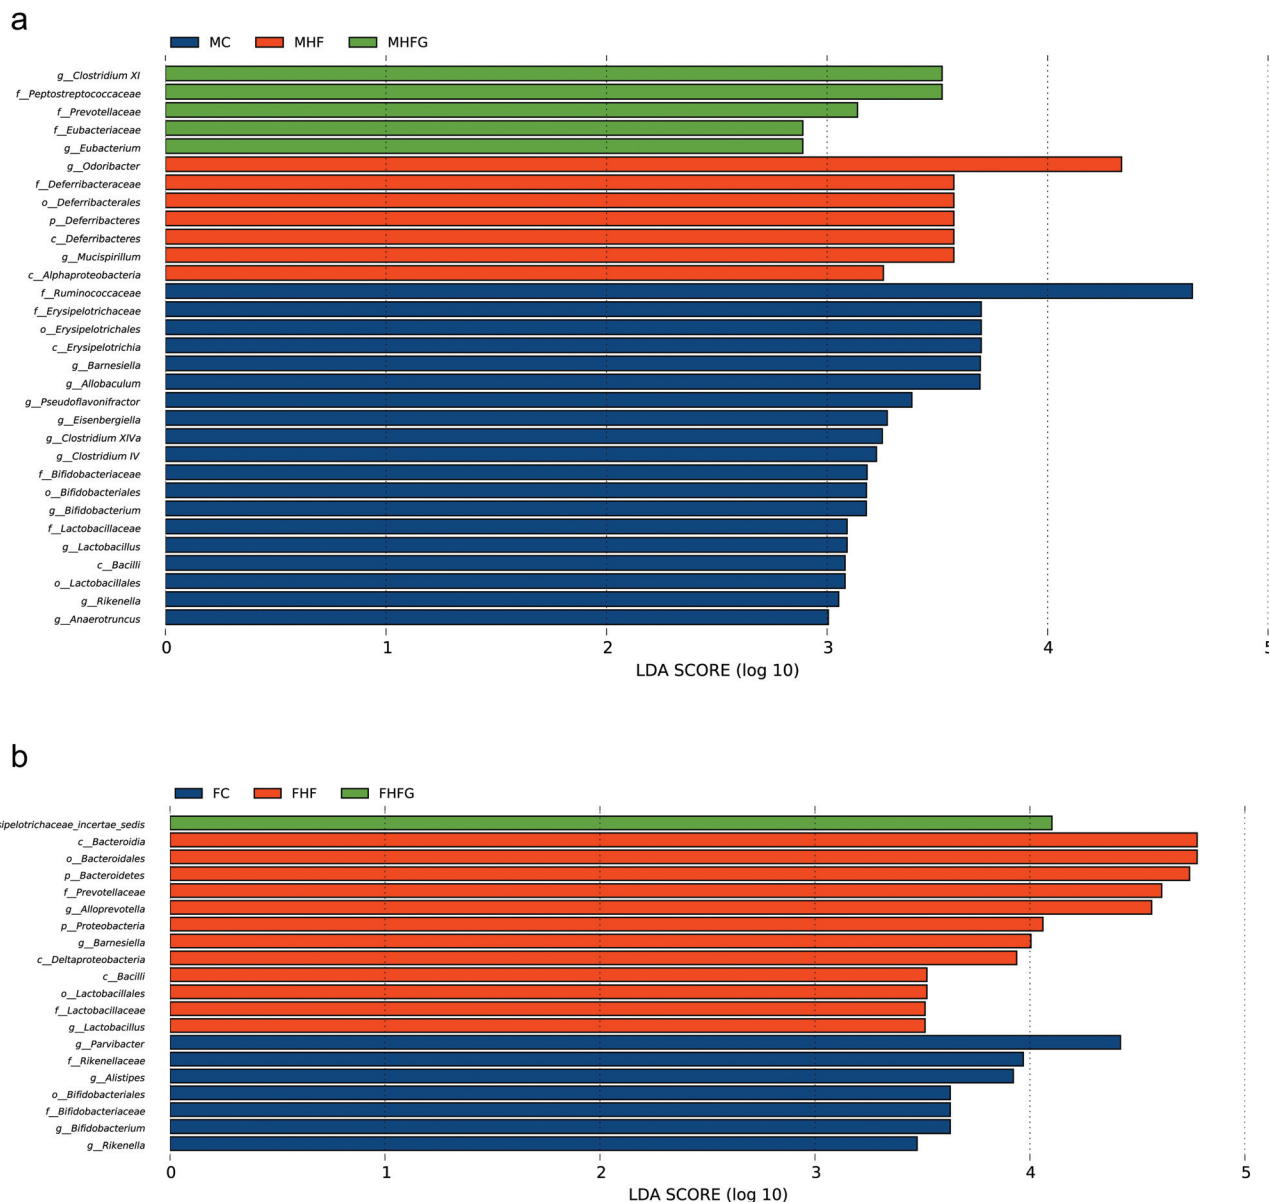 a
MC MHF MHFG
g__Clostridium XI
f__Peptostreptococcaceae
f__Prevotellaceae
f__Eubacteriaceae
g__Eubacterium
g__Odoribacter
f__Deferribacteraceae
o__Deferribacterales
p__Deferribacteres
c__Deferribacteres
g__Mucispirillum
c__Alphaproteobacteria
f__Ruminococcaceae
f__Erysipelotrichaceae
o__Erysipelotrichales
c__Erysipelotrichia
g__Barnesiella
g__Allobaculum
g__Pseudoflavonifractor
g__Eisenbergiella
g__Clostridium XIVa
g__Clostridium IV
f__Bifidobacteriaceae
o__Bifidobacteriales
g__Bifidobacterium
f__Lactobacillaceae
g__Lactobacillus
c__Bacilli
o__Lactobacillales
g__Rikenella
g__Anaerotruncus
0 1 2 3 4 5
LDA SCORE (log 10)
b
FC FHF FHFG
sipelotrichaceae_incertae_sedis
c__Bacteroidia
o__Bacteroidales
p__Bacteroidetes
f__Prevotellaceae
g__Alloprevotella
p__Proteobacteria
g__Barnesiella
c__Deltaproteobacteria
c__Bacilli
o__Lactobacillales
f__Lactobacillaceae
g__Lactobacillus
g__Parvibacter
f__Rikenellaceae
g__Alistipes
o__Bifidobacteriales
f__Bifidobacteriaceae
g__Bifidobacterium
g__Rikenella
0 1 2 3 4 5
LDA SCORE (log 10)